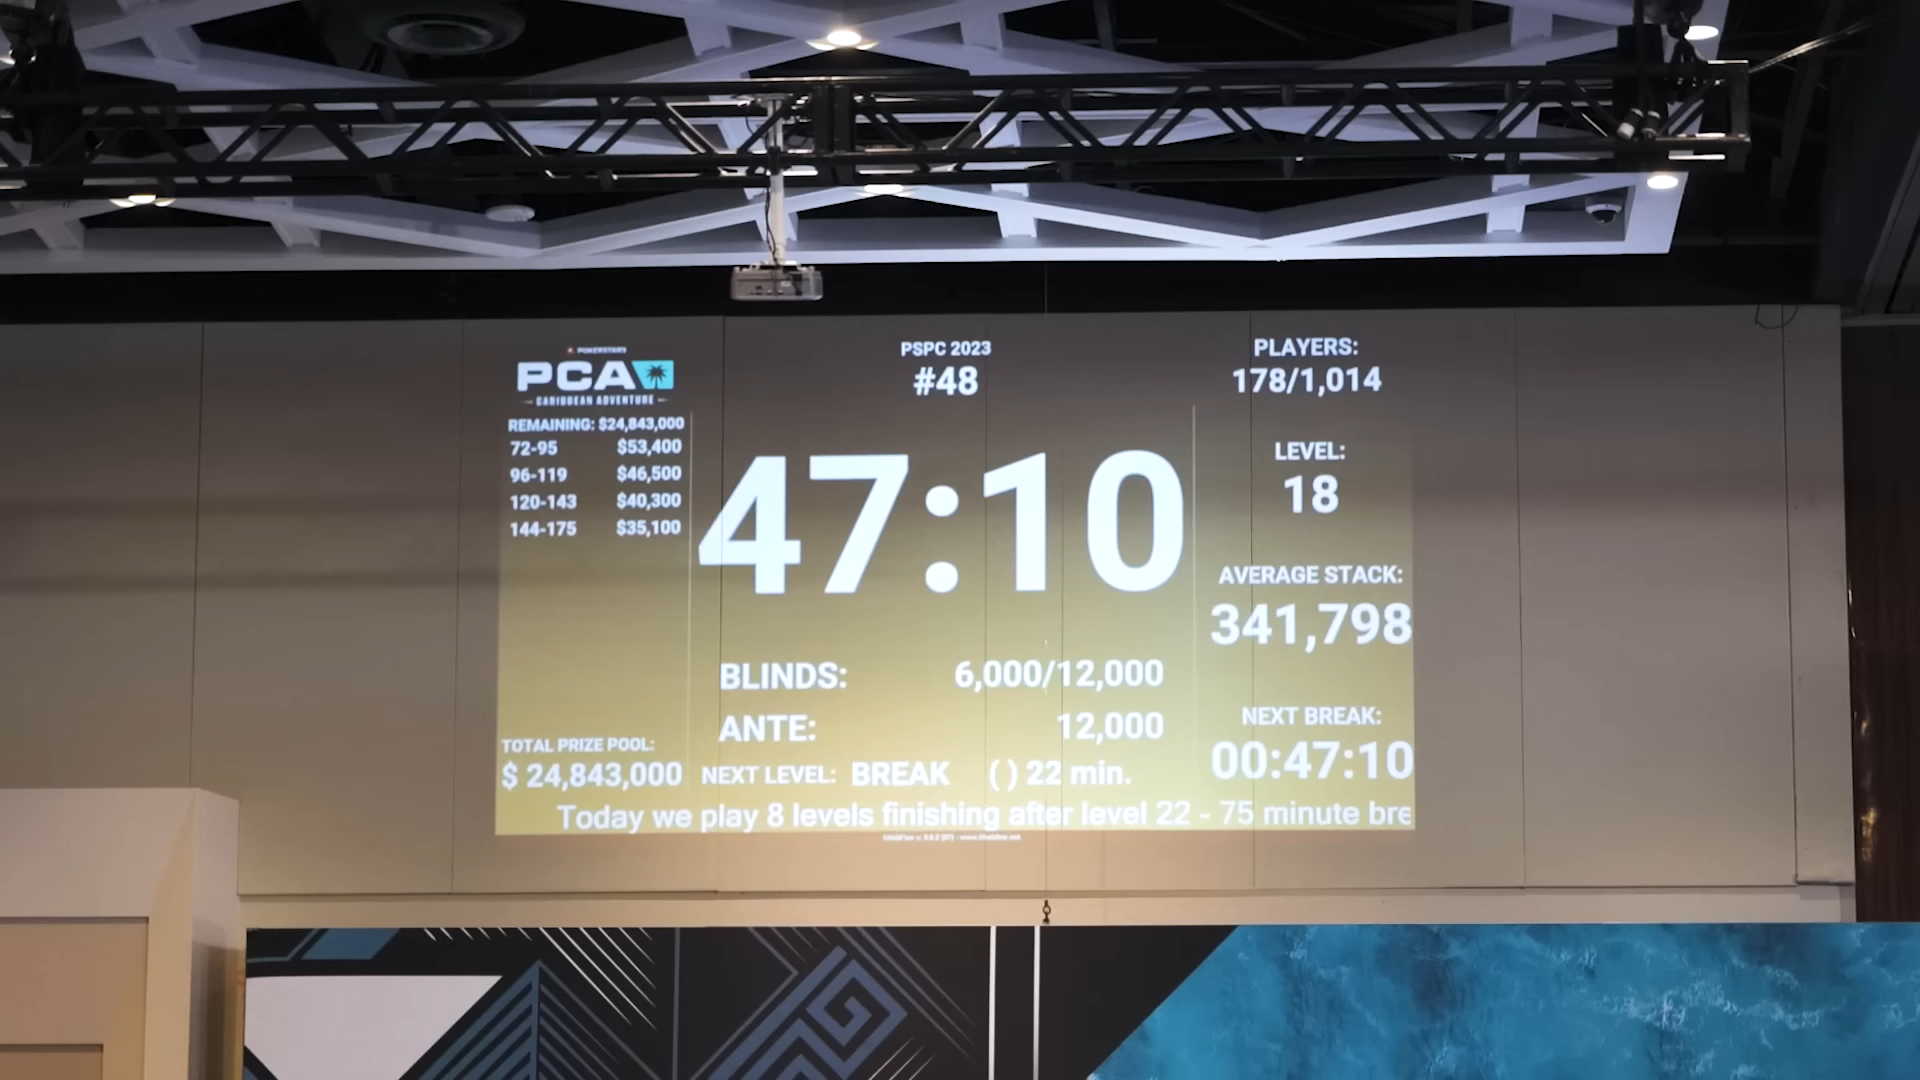 POKERSTARS
PCA
CARIBBEAN ADVENTURE
REMAINING: $24,843,000
72-95 $53,400
96-119 $46,500
120-143 $40,300
144-175 $35,100
TOTAL PRIZE POOL:
$ 24,843,000
PSPC 2023
#48
47:10
BLINDS: 6,000/12,000
ANTE: 12,000
NEXT LEVEL: BREAK ( ) 22 min.
PLAYERS:
178/1,014
LEVEL:
18
AVERAGE STACK:
341,798
NEXT BREAK:
00:47:10
Today we play 8 levels finishing after level 22 - 75 minute bre